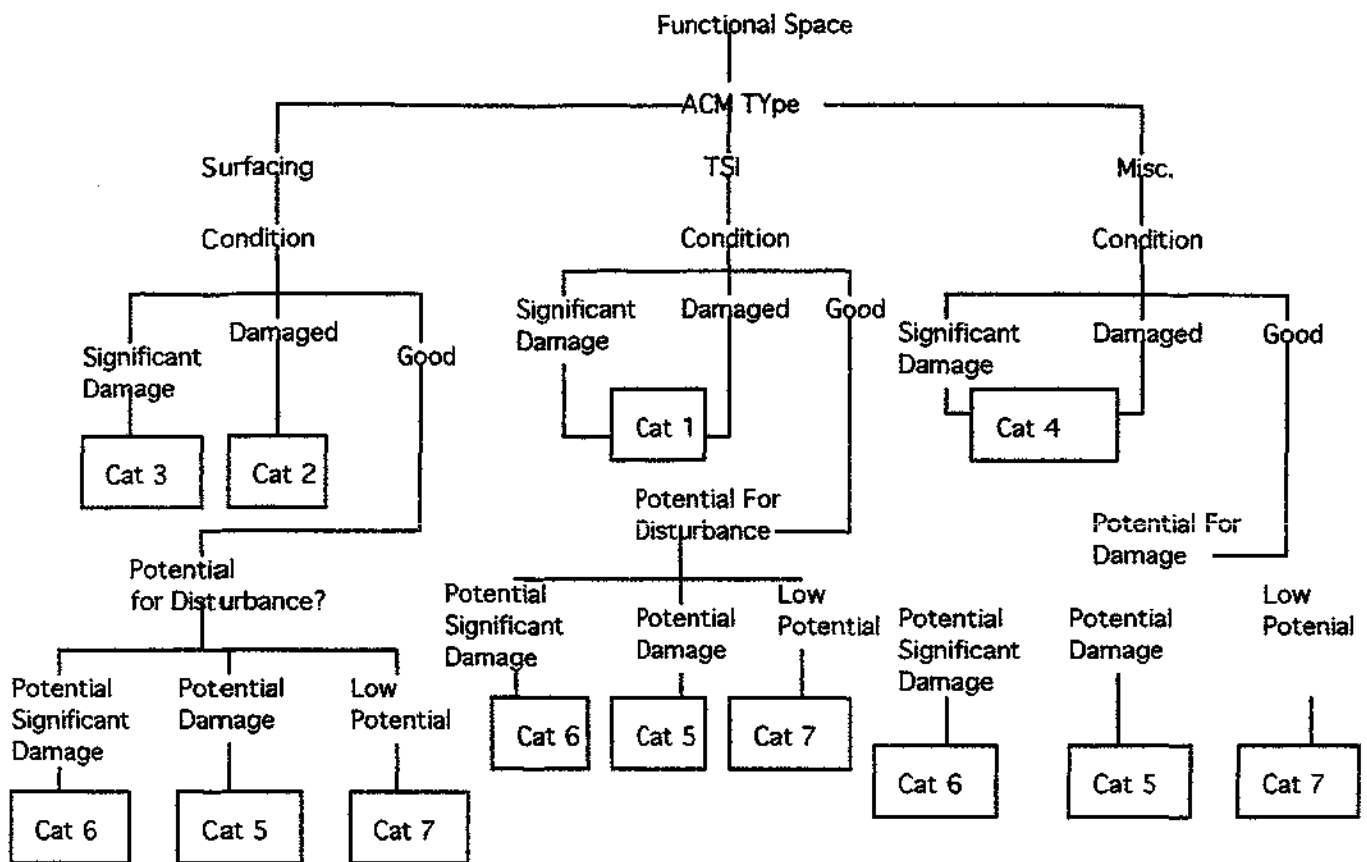 Functional Space
ACM TYpe
Surfacing
TSI
Misc.
Condition
Condition
Condition
Significant
Damage
Damaged
Good
Significant
Damage
Damaged
Good
Significant
Damage
Damaged
Good
Cat 3
Cat 2
Cat 1
Cat 4
Potential
for Disturbance?
Potential For
Disturbance
Potential For
Damage
Potential
Significant
Damage
Potential
Damage
Low
Potential
Potential
Significant
Damage
Potential
Damage
Low
Potential
Potential
Significant
Damage
Potential
Damage
Low
Potenial
Cat 6
Cat 5
Cat 7
Cat 6
Cat 5
Cat 7
Cat 6
Cat 5
Cat 7